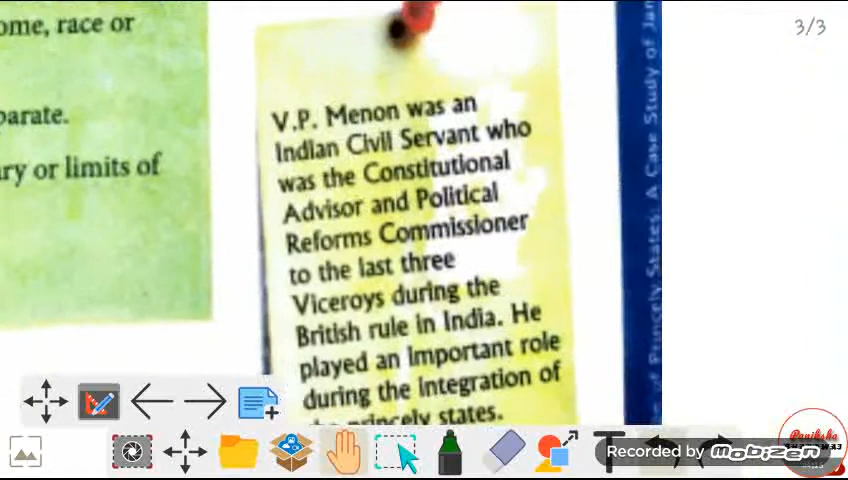 ome, race or
parate.
ry or limits of
3/3
V.P. Menon was an
Indian Civil Servant who
was the Constitutional
Advisor and Political
Reforms Commissioner
to the last three
Viceroys during the
British rule in India. He
played an important role
during the integration of
princely states.
of Princely States: A Case Study of Jan
Recorded by mobizen